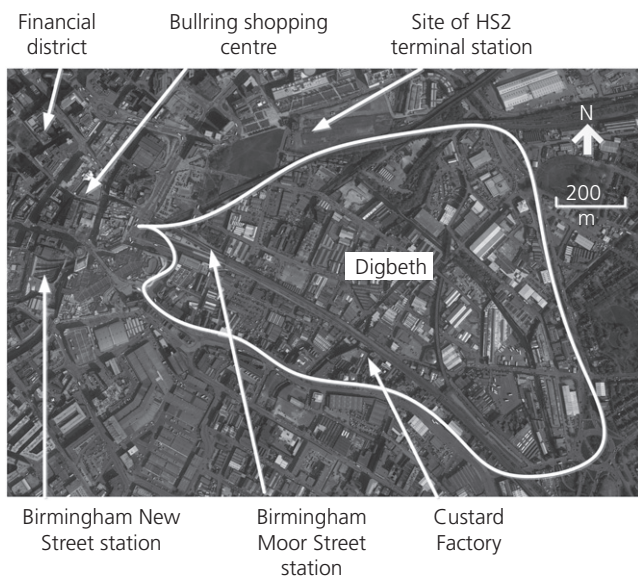 Financial
district
Bullring shopping
centre
Site of HS2
terminal station
N
200
m
Digbeth
Birmingham New
Street station
Birmingham
Moor Street
station
Custard
Factory